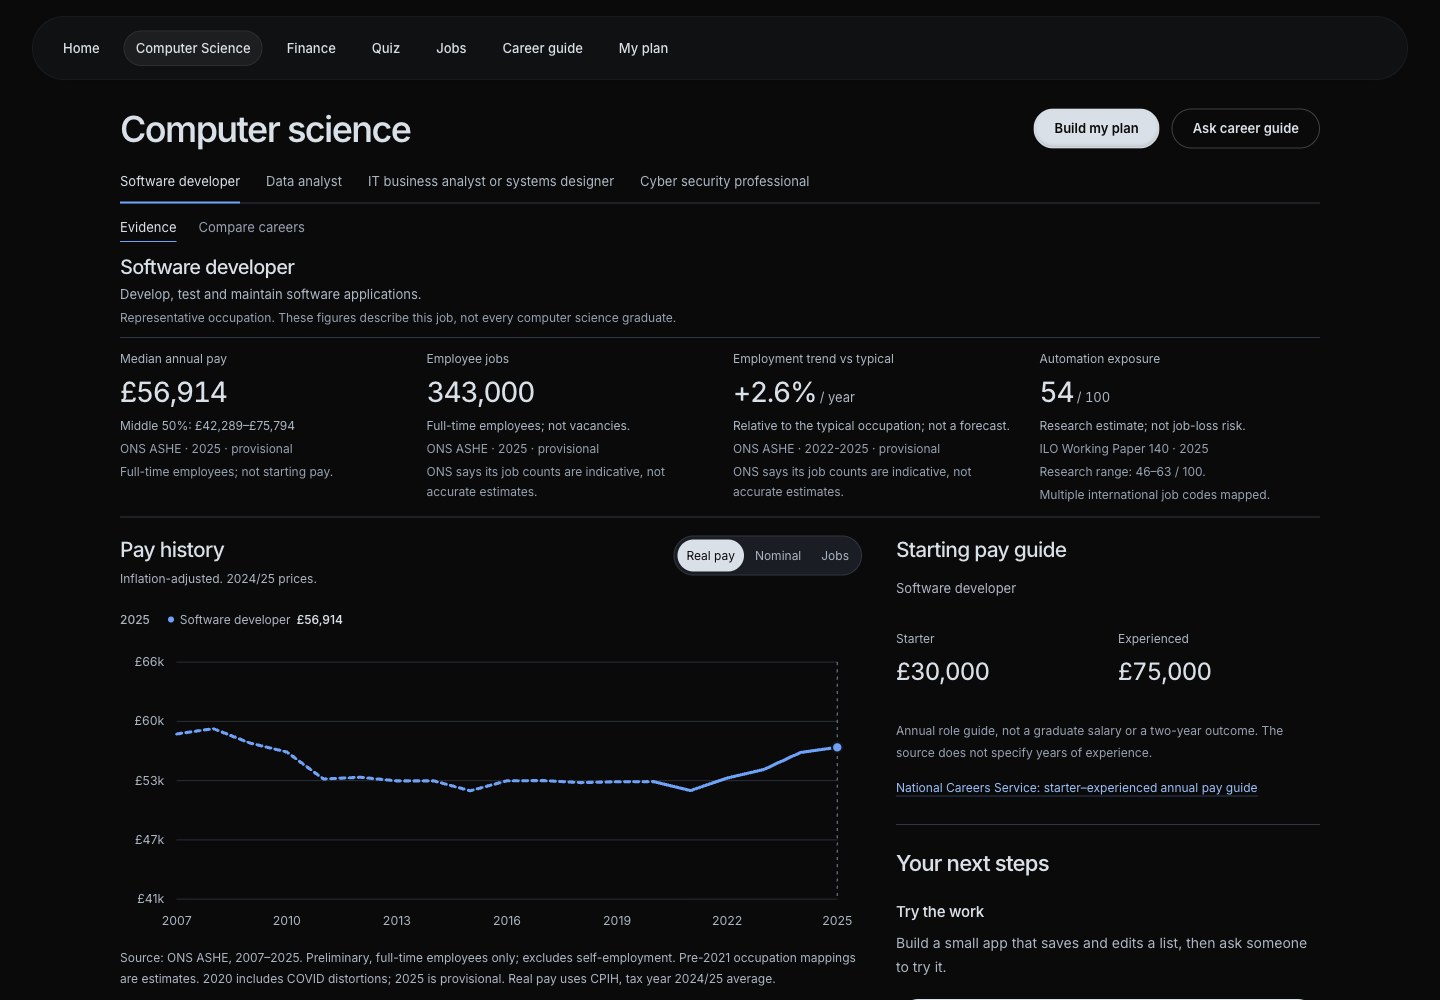 Home
Computer Science
Finance
Quiz
Jobs
Career guide
My plan
Computer science
Build my plan
Ask career guide
Software developer
Data analyst
IT business analyst or systems designer
Cyber security professional
Evidence
Compare careers
Software developer
Develop, test and maintain software applications.
Representative occupation. These figures describe this job, not every computer science graduate.
Median annual pay
£56,914
Middle 50%: £42,289–£75,794
ONS ASHE · 2025 · provisional
Full-time employees; not starting pay.
Employee jobs
343,000
Full-time employees; not vacancies.
ONS ASHE · 2025 · provisional
ONS says its job counts are indicative, not
accurate estimates.
Employment trend vs typical
+2.6% / year
Relative to the typical occupation; not a forecast.
ONS ASHE · 2022-2025 · provisional
ONS says its job counts are indicative, not
accurate estimates.
Automation exposure
54 / 100
Research estimate; not job-loss risk.
ILO Working Paper 140 · 2025
Research range: 46–63 / 100.
Multiple international job codes mapped.
Pay history
Inflation-adjusted. 2024/25 prices.
Real pay
Nominal
Jobs
2025
Software developer £56,914
£66k
£60k
£53k
£47k
£41k
2007
2010
2013
2016
2019
2022
2025
Source: ONS ASHE, 2007–2025. Preliminary, full-time employees only; excludes self-employment. Pre-2021 occupation mappings
are estimates. 2020 includes COVID distortions; 2025 is provisional. Real pay uses CPIH, tax year 2024/25 average.
Starting pay guide
Software developer
Starter
£30,000
Experienced
£75,000
Annual role guide, not a graduate salary or a two-year outcome. The
source does not specify years of experience.
National Careers Service: starter–experienced annual pay guide
Your next steps
Try the work
Build a small app that saves and edits a list, then ask someone
to try it.